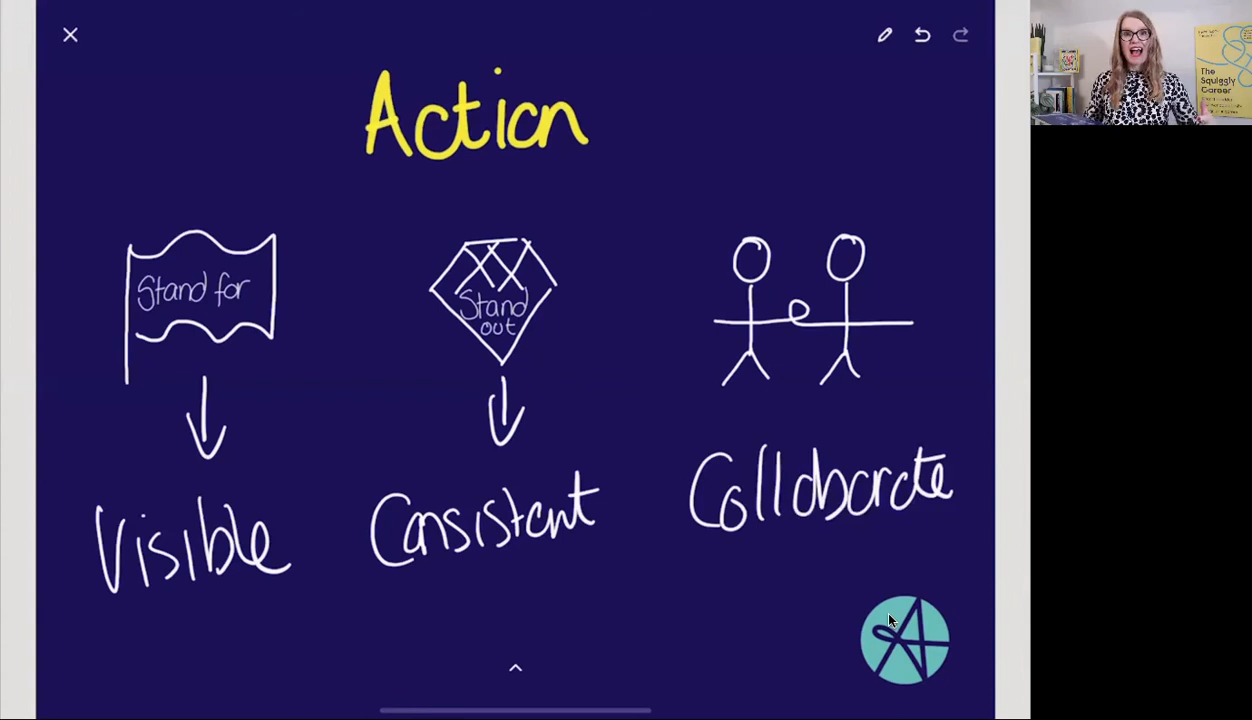 Action
Stand for
Stand
out
Visible
Consistent
Collaborate
The
Squiggly
Career